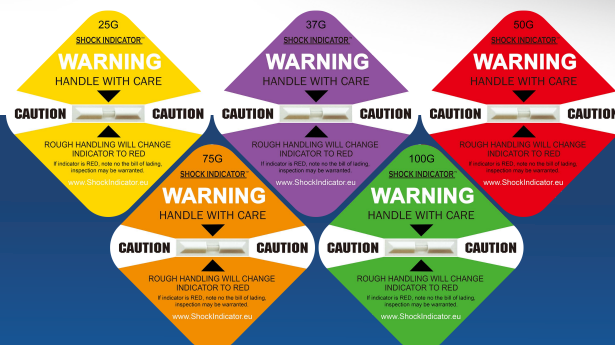 25G
SHOCK INDICATOR™
WARNING
HANDLE WITH CARE
CAUTION CAUTION
ROUGH HANDLING WILL CHANGE
INDICATOR TO RED
If indicator is RED, note no the bill of lading,
inspection may be warranted.
www.ShockIndicator.eu
37G
SHOCK INDICATOR™
WARNING
HANDLE WITH CARE
CAUTION CAUTION
ROUGH HANDLING WILL CHANGE
INDICATOR TO RED
If indicator is RED, note no the bill of lading,
inspection may be warranted.
www.ShockIndicator.eu
50G
SHOCK INDICATOR
WARNING
HANDLE WITH CARE
CAUTION CAUTION
ROUGH HANDLING WILL CHANGE
INDICATOR TO RED
If indicator is RED, note no the bill of lading,
inspection may be warranted.
www.ShockIndicator.eu
75G
SHOCK INDICATOR™
WARNING
HANDLE WITH CARE
CAUTION CAUTION
ROUGH HANDLING WILL CHANGE
INDICATOR TO RED
If indicator is RED, note no the bill of lading,
inspection may be warranted.
www.ShockIndicator.eu
100G
SHOCK INDICATOR™
WARNING
HANDLE WITH CARE
CAUTION CAUTION
ROUGH HANDLING WILL CHANGE
INDICATOR TO RED
If indicator is RED, note no the bill of lading,
inspection may be warranted.
www.ShockIndicator.eu